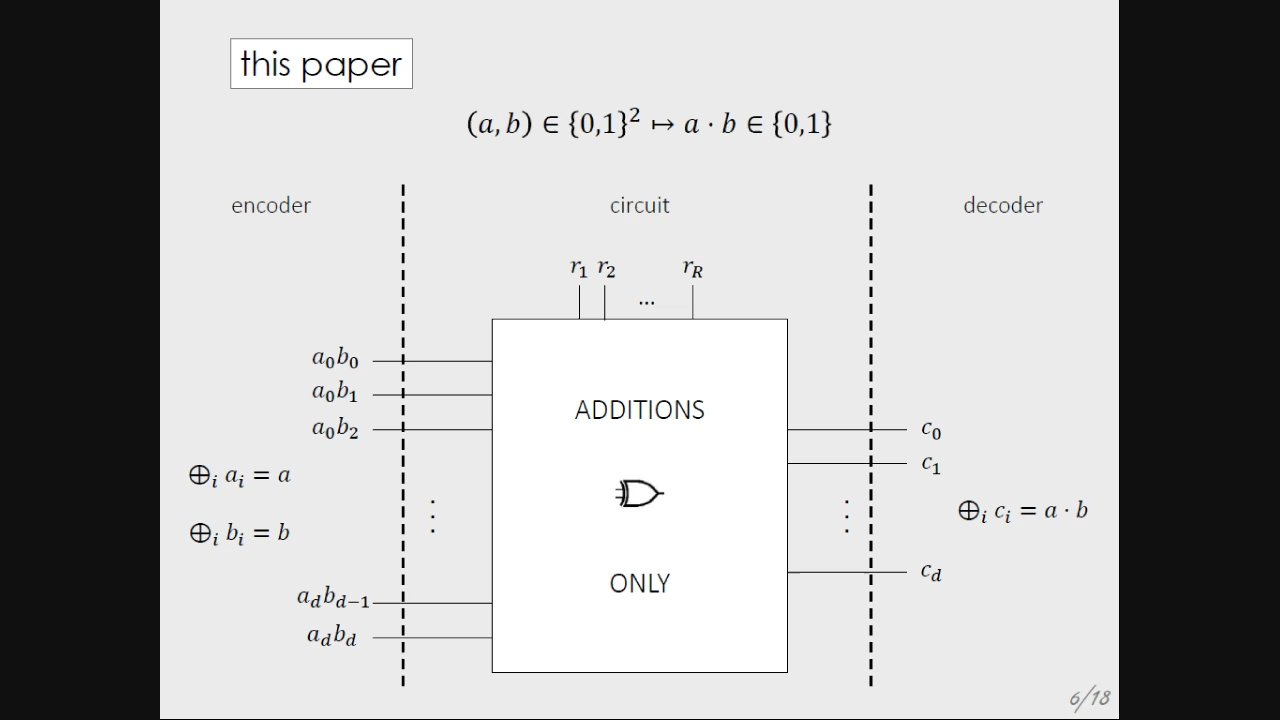 this paper
(a, b) ∈ {0,1}² ↦ a · b ∈ {0,1}
encoder
circuit
decoder
r₁ r₂ ... r_R
a₀b₀
a₀b₁
a₀b₂
ADDITIONS
c₀
c₁
⊕ᵢ aᵢ = a
⊕ᵢ cᵢ = a · b
⊕ᵢ bᵢ = b
c_d
ONLY
a_d b_{d−1}
a_d b_d
6/18